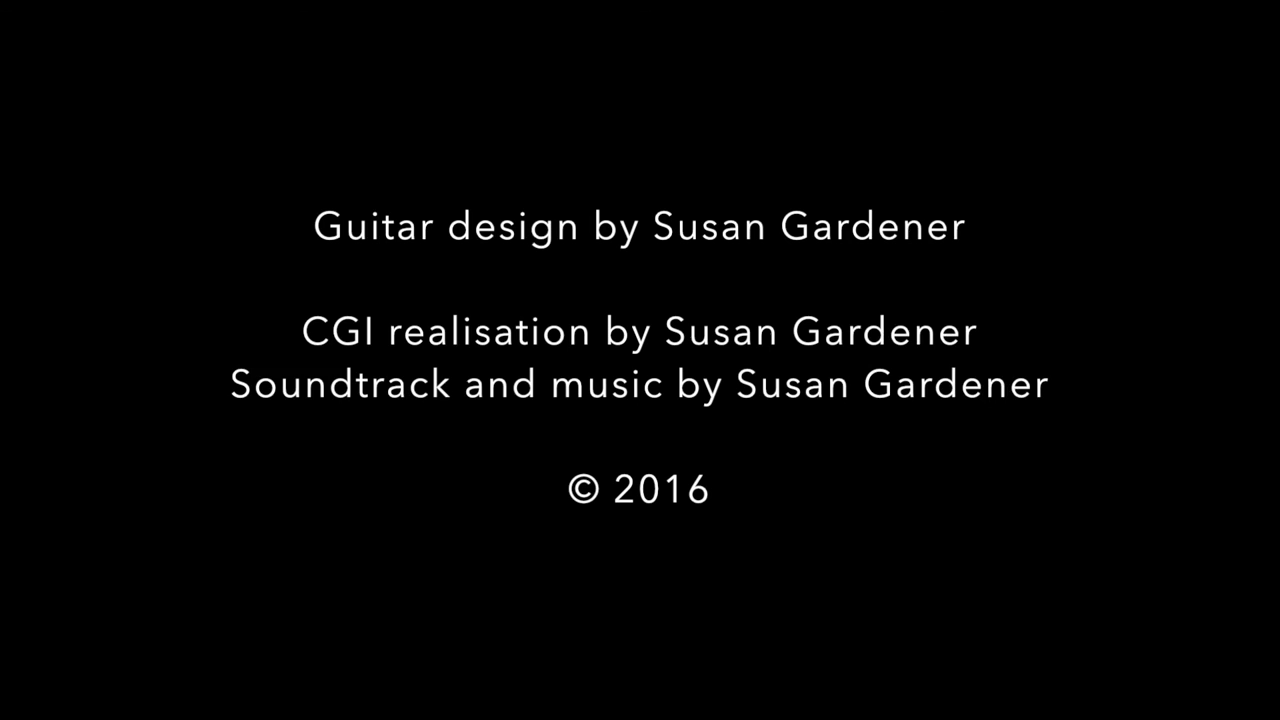 Guitar design by Susan Gardener
CGI realisation by Susan Gardener
Soundtrack and music by Susan Gardener
© 2016